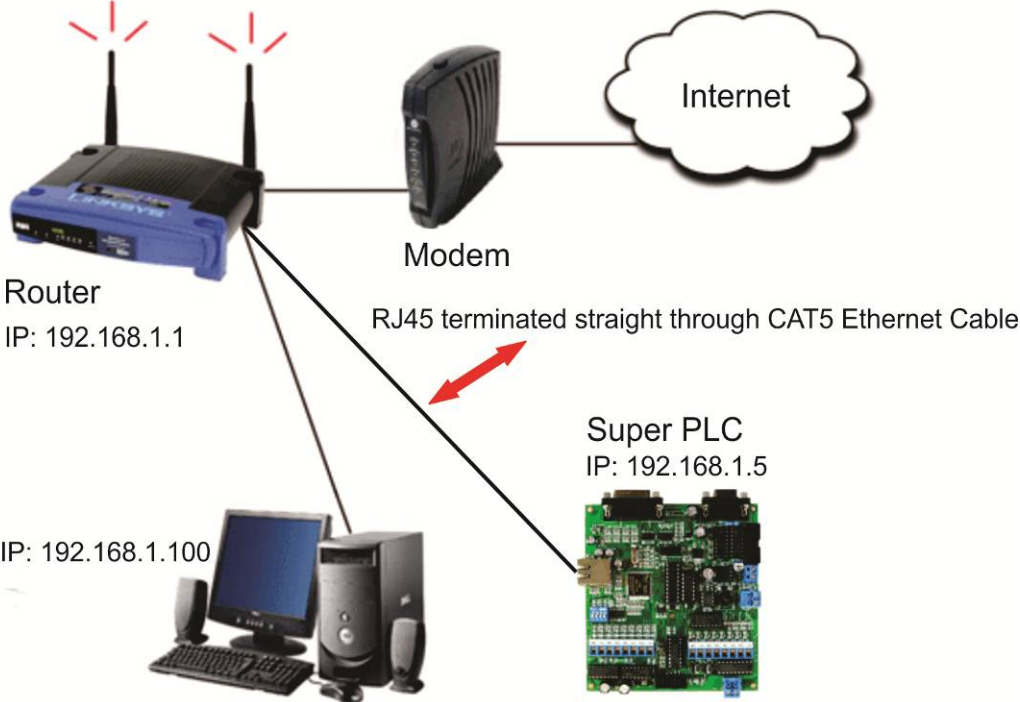 Internet
LINKSYS
Modem
Router
IP: 192.168.1.1
RJ45 terminated straight through CAT5 Ethernet Cable
Super PLC
IP: 192.168.1.5
IP: 192.168.1.100